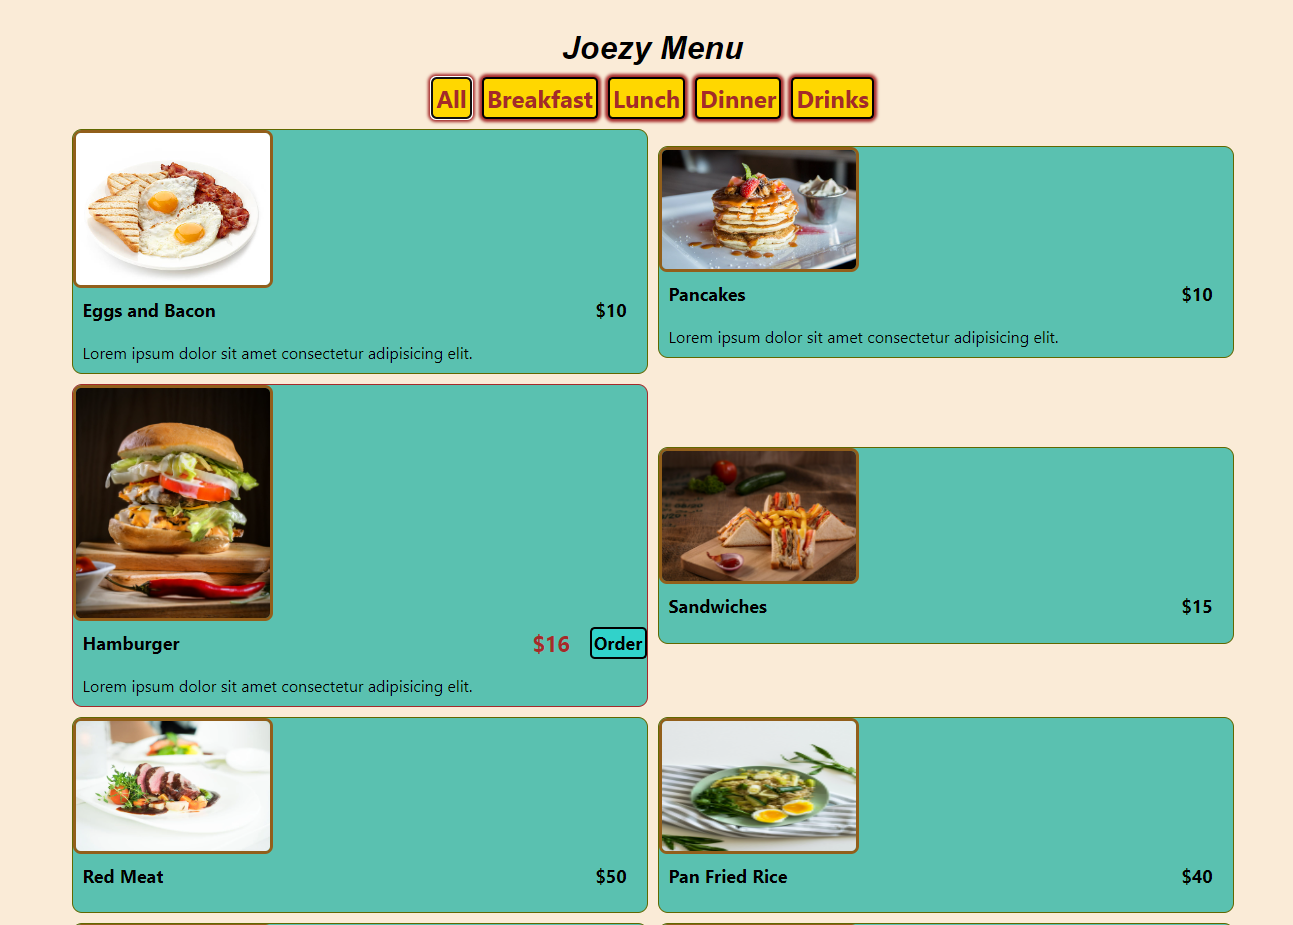 Joezy Menu
All Breakfast Lunch Dinner Drinks
Eggs and Bacon $10
Lorem ipsum dolor sit amet consectetur adipisicing elit.
Pancakes $10
Lorem ipsum dolor sit amet consectetur adipisicing elit.
Hamburger $16 Order
Lorem ipsum dolor sit amet consectetur adipisicing elit.
Sandwiches $15
Red Meat $50
Pan Fried Rice $40